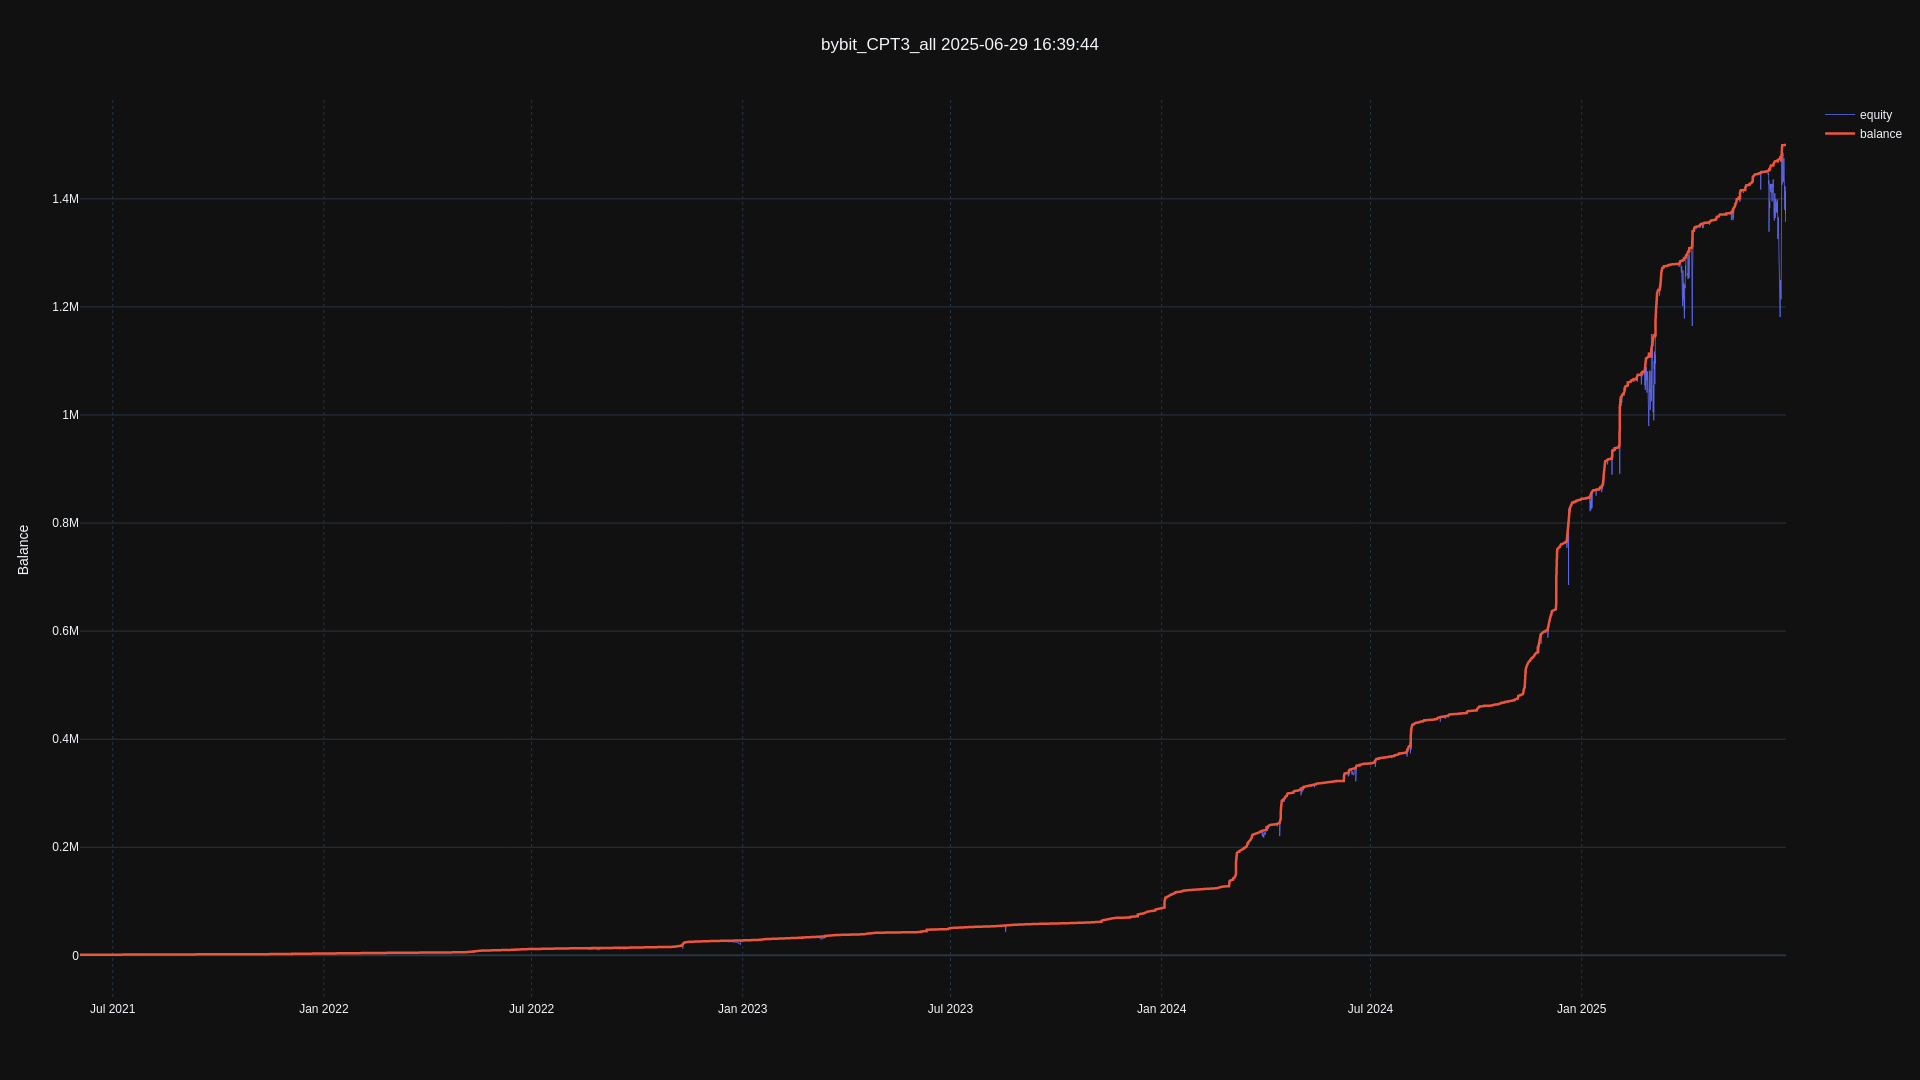 bybit_CPT3_all 2025-06-29 16:39:44
equity
balance
1.4M
1.2M
1M
0.8M
0.6M
0.4M
0.2M
0
Balance
Jul 2021
Jan 2022
Jul 2022
Jan 2023
Jul 2023
Jan 2024
Jul 2024
Jan 2025